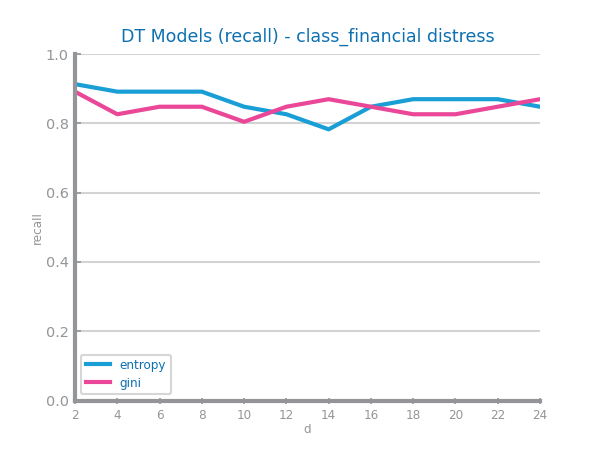 DT Models (recall) - class_financial distress
1.0
0.8
0.6
0.4
0.2
0.0
recall
entropy
gini
2 4 6 8 10 12 14 16 18 20 22 24
d